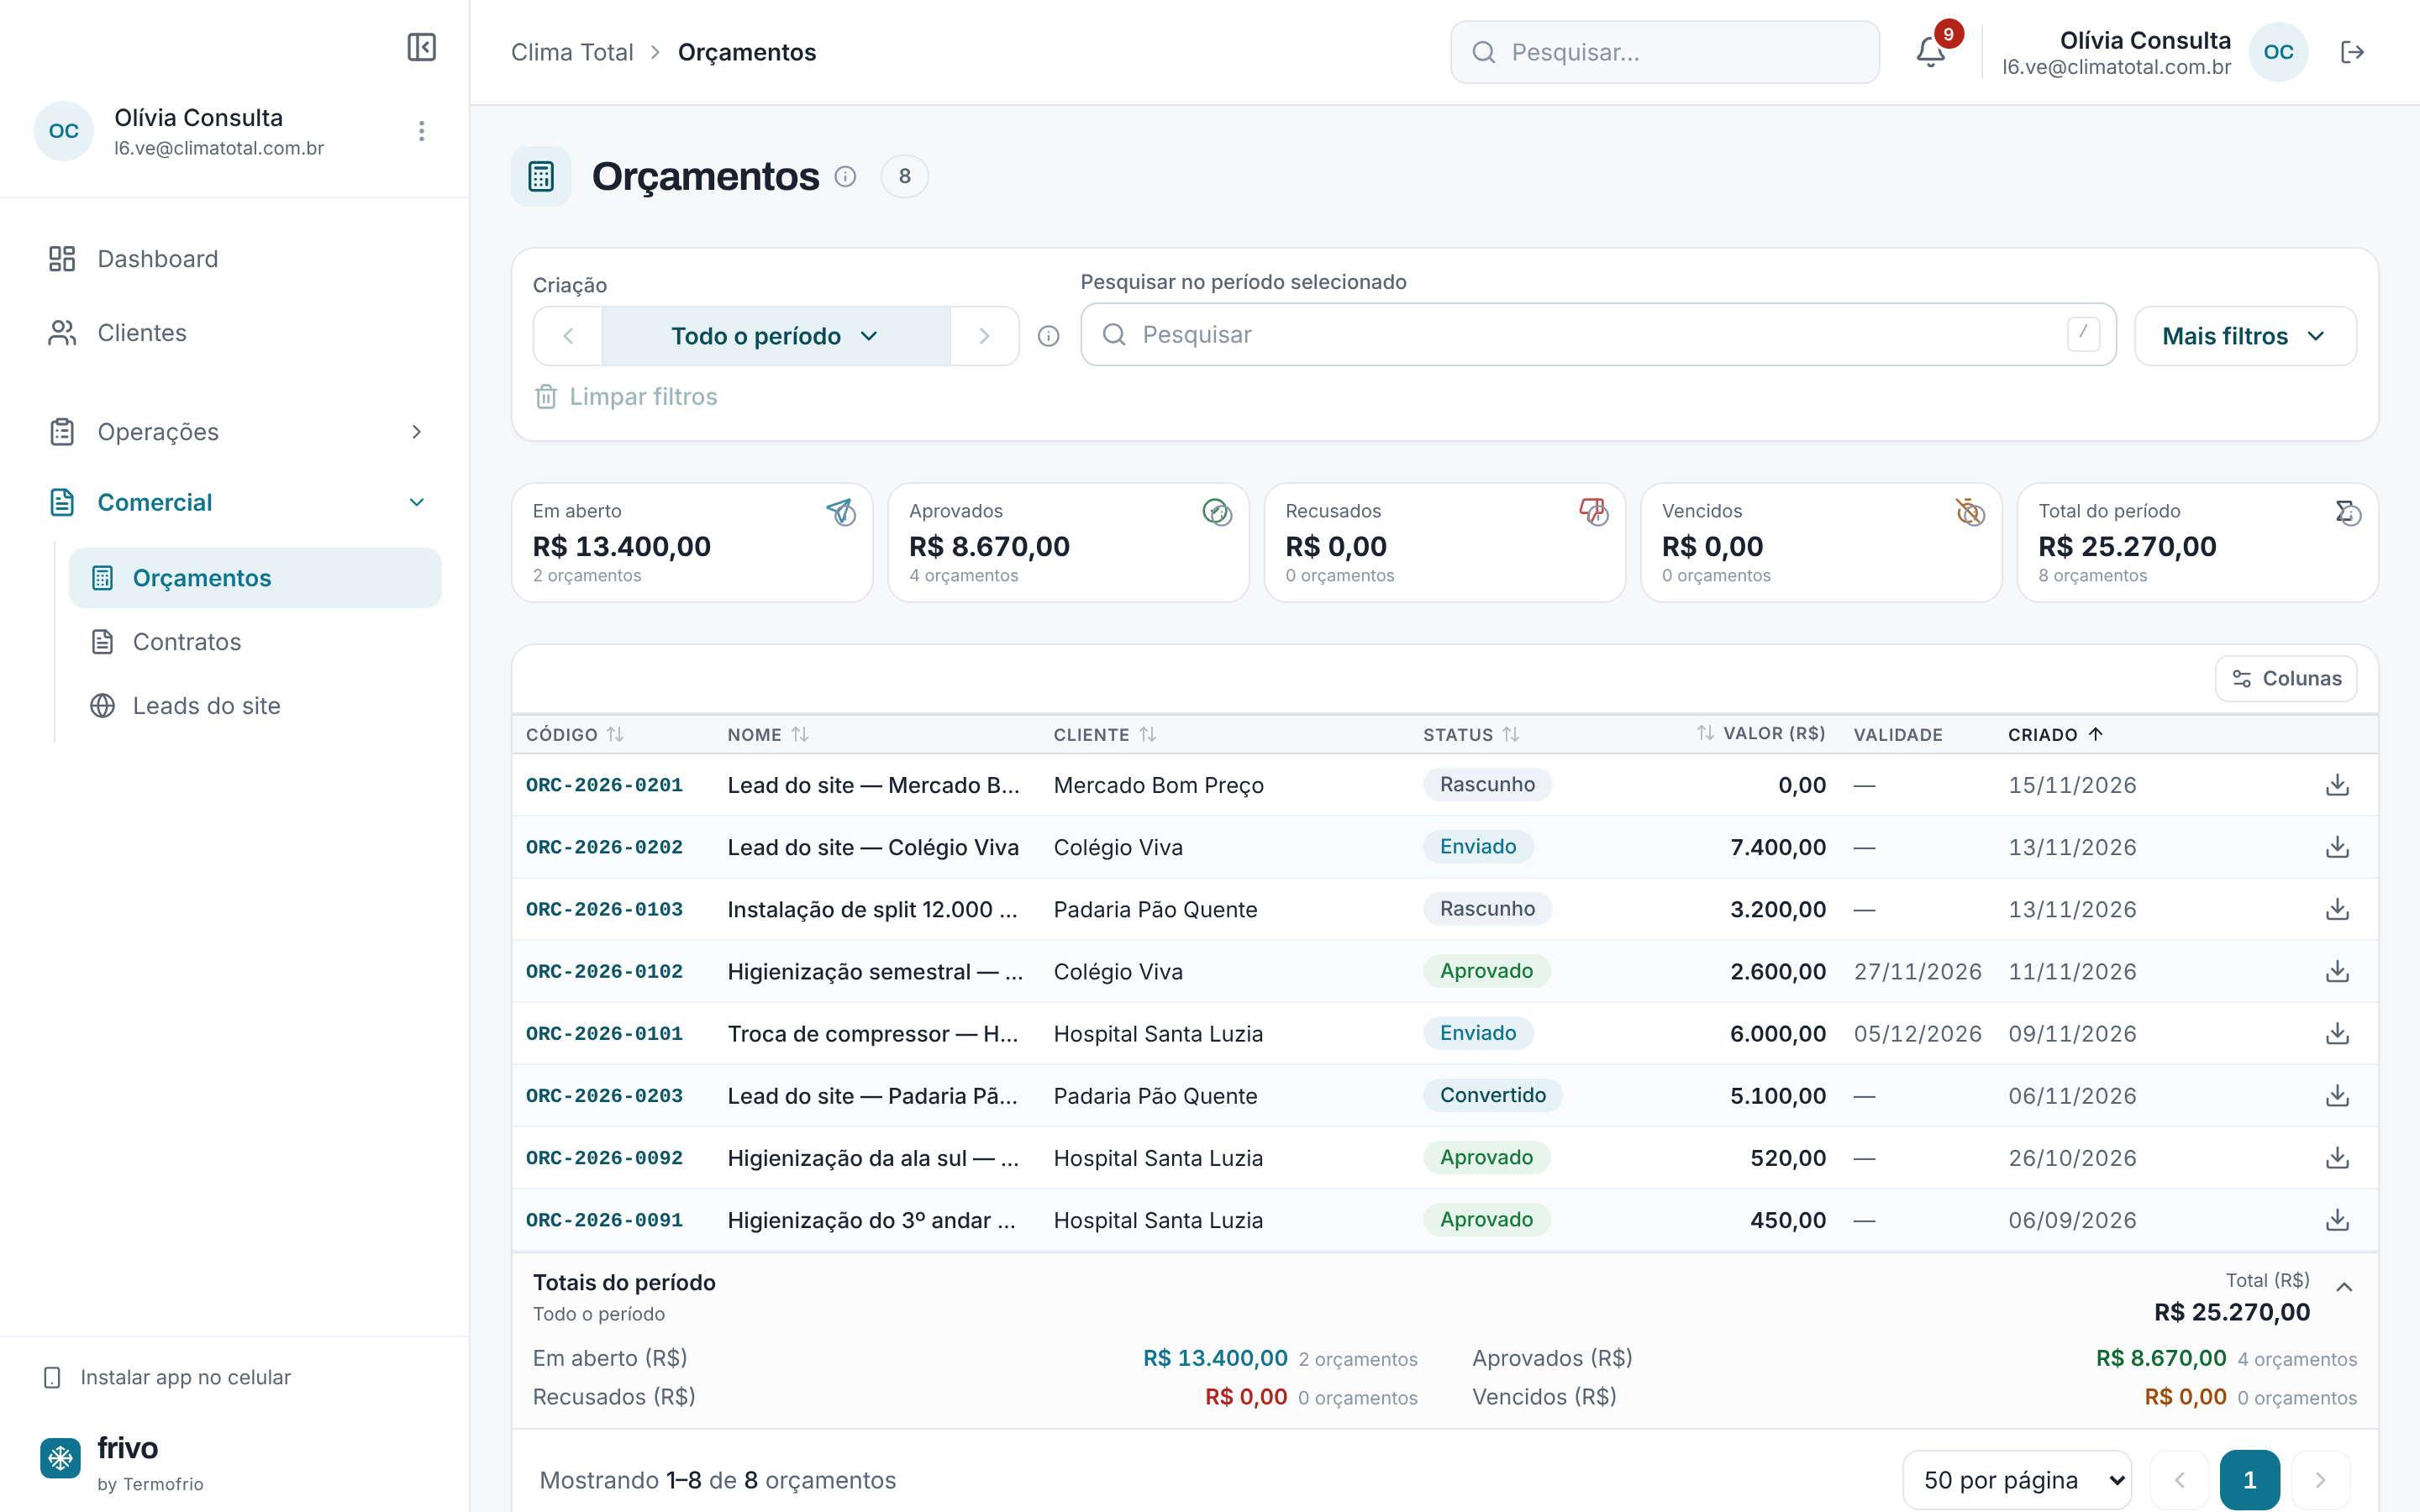 Clima Total > Orçamentos
Pesquisar...
9
Olívia Consulta
l6.ve@climatotal.com.br
OC
OC
Olívia Consulta
l6.ve@climatotal.com.br
Dashboard
Clientes
Operações
Comercial
Orçamentos
Contratos
Leads do site
Instalar app no celular
frivo
by Termofrio
Orçamentos 8
Criação
Todo o período
Pesquisar no período selecionado
Pesquisar /
Mais filtros
Limpar filtros
Em aberto
R$ 13.400,00
2 orçamentos
Aprovados
R$ 8.670,00
4 orçamentos
Recusados
R$ 0,00
0 orçamentos
Vencidos
R$ 0,00
0 orçamentos
Total do período
R$ 25.270,00
8 orçamentos
Colunas
CÓDIGO NOME CLIENTE STATUS VALOR (R$) VALIDADE CRIADO
ORC-2026-0201 Lead do site — Mercado B... Mercado Bom Preço Rascunho 0,00 — 15/11/2026
ORC-2026-0202 Lead do site — Colégio Viva Colégio Viva Enviado 7.400,00 — 13/11/2026
ORC-2026-0103 Instalação de split 12.000 ... Padaria Pão Quente Rascunho 3.200,00 — 13/11/2026
ORC-2026-0102 Higienização semestral — ... Colégio Viva Aprovado 2.600,00 27/11/2026 11/11/2026
ORC-2026-0101 Troca de compressor — H... Hospital Santa Luzia Enviado 6.000,00 05/12/2026 09/11/2026
ORC-2026-0203 Lead do site — Padaria Pã... Padaria Pão Quente Convertido 5.100,00 — 06/11/2026
ORC-2026-0092 Higienização da ala sul — ... Hospital Santa Luzia Aprovado 520,00 — 26/10/2026
ORC-2026-0091 Higienização do 3º andar ... Hospital Santa Luzia Aprovado 450,00 — 06/09/2026
Totais do período
Todo o período
Total (R$)
R$ 25.270,00
Em aberto (R$) R$ 13.400,00 2 orçamentos Aprovados (R$) R$ 8.670,00 4 orçamentos
Recusados (R$) R$ 0,00 0 orçamentos Vencidos (R$) R$ 0,00 0 orçamentos
Mostrando 1–8 de 8 orçamentos
50 por página
1